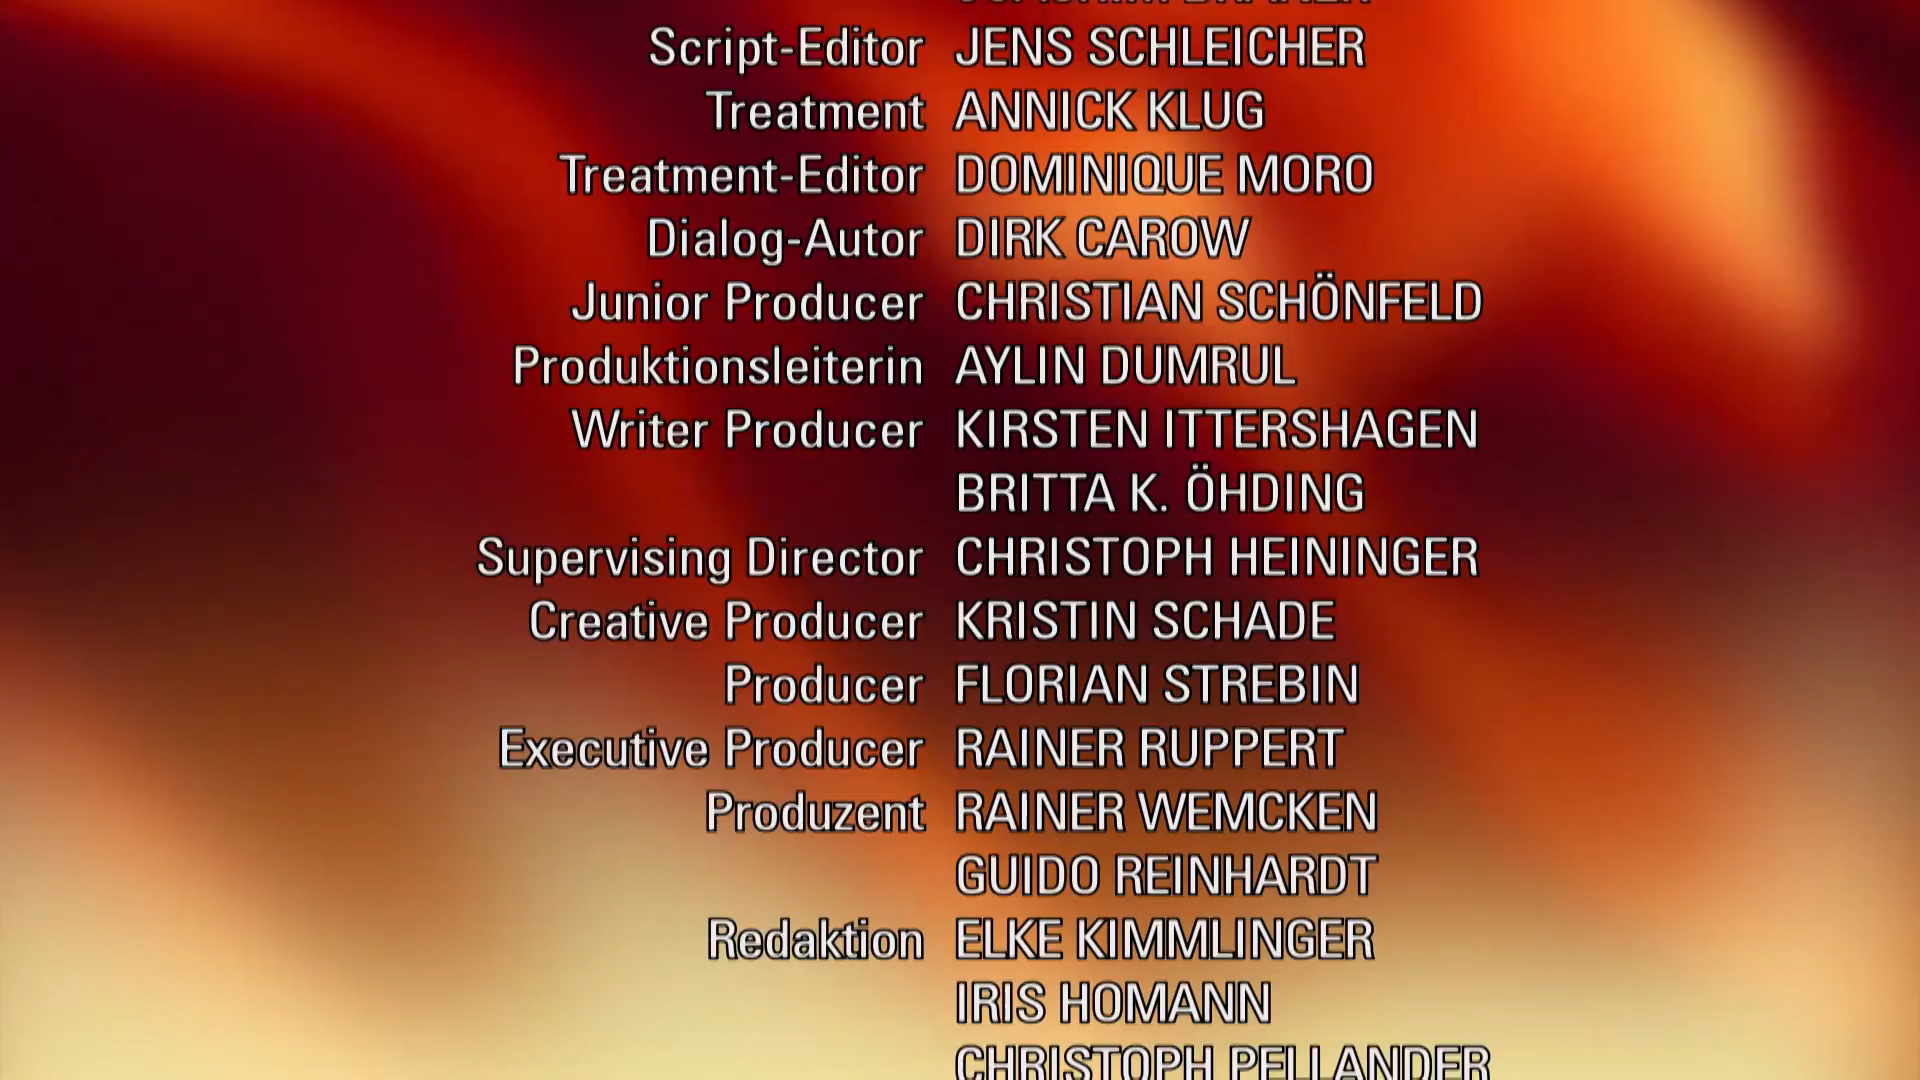 Script-Editor JENS SCHLEICHER
Treatment ANNICK KLUG
Treatment-Editor DOMINIQUE MORO
Dialog-Autor DIRK CAROW
Junior Producer CHRISTIAN SCHÖNFELD
Produktionsleiterin AYLIN DUMRUL
Writer Producer KIRSTEN ITTERSHAGEN
BRITTA K. ÖHDING
Supervising Director CHRISTOPH HEININGER
Creative Producer KRISTIN SCHADE
Producer FLORIAN STREBIN
Executive Producer RAINER RUPPERT
Produzent RAINER WEMCKEN
GUIDO REINHARDT
Redaktion ELKE KIMMLINGER
IRIS HOMANN
CHRISTOPH PELLANDER